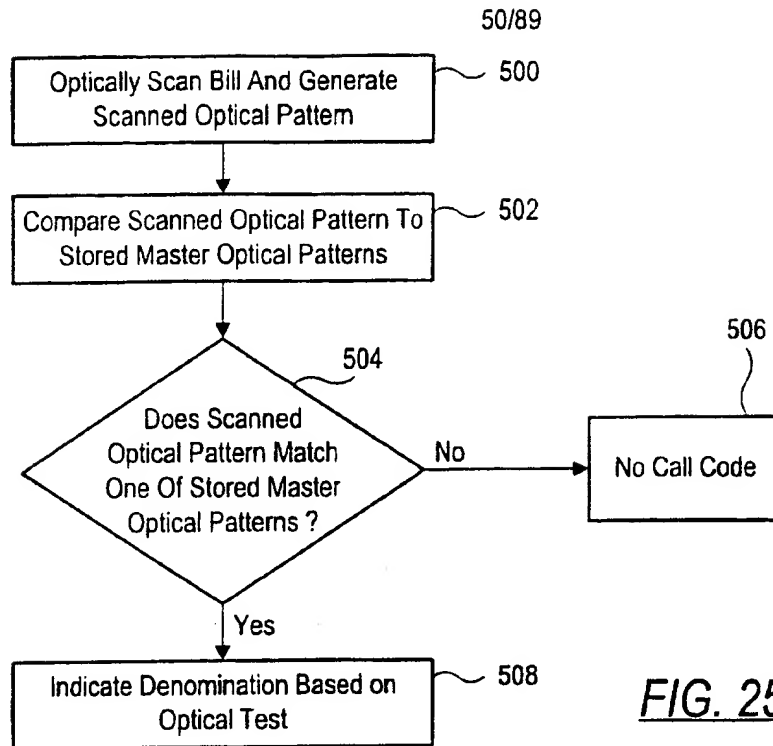 50/89
Optically Scan Bill And Generate
Scanned Optical Pattern
500
Compare Scanned Optical Pattern To
Stored Master Optical Patterns
502
504
Does Scanned
Optical Pattern Match
One Of Stored Master
Optical Patterns ?
No
506
No Call Code
Yes
Indicate Denomination Based on
Optical Test
508
FIG. 25